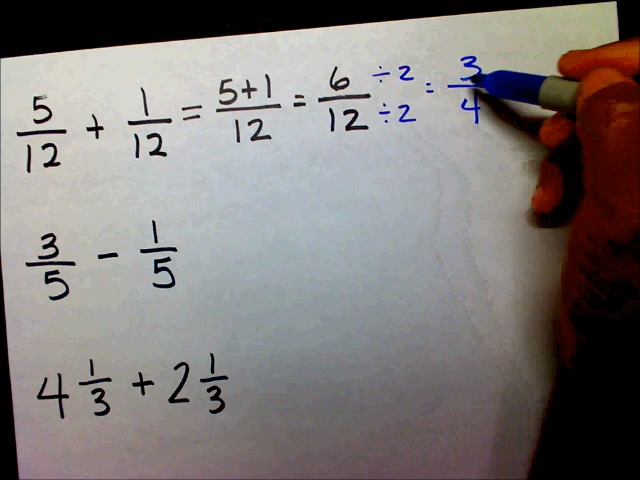 5/12 + 1/12 = 5+1/12 = 6/12 ÷2/÷2 = 3/4
3/5 - 1/5
4 1/3 + 2 1/3